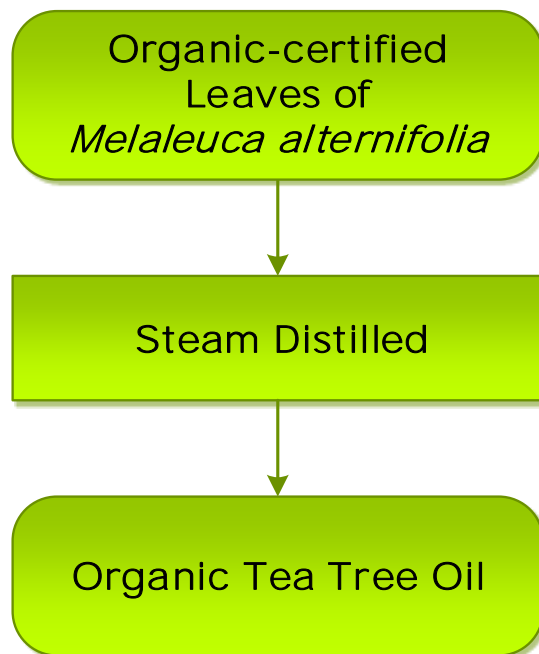 Organic-certified
Leaves of
Melaleuca alternifolia
Steam Distilled
Organic Tea Tree Oil